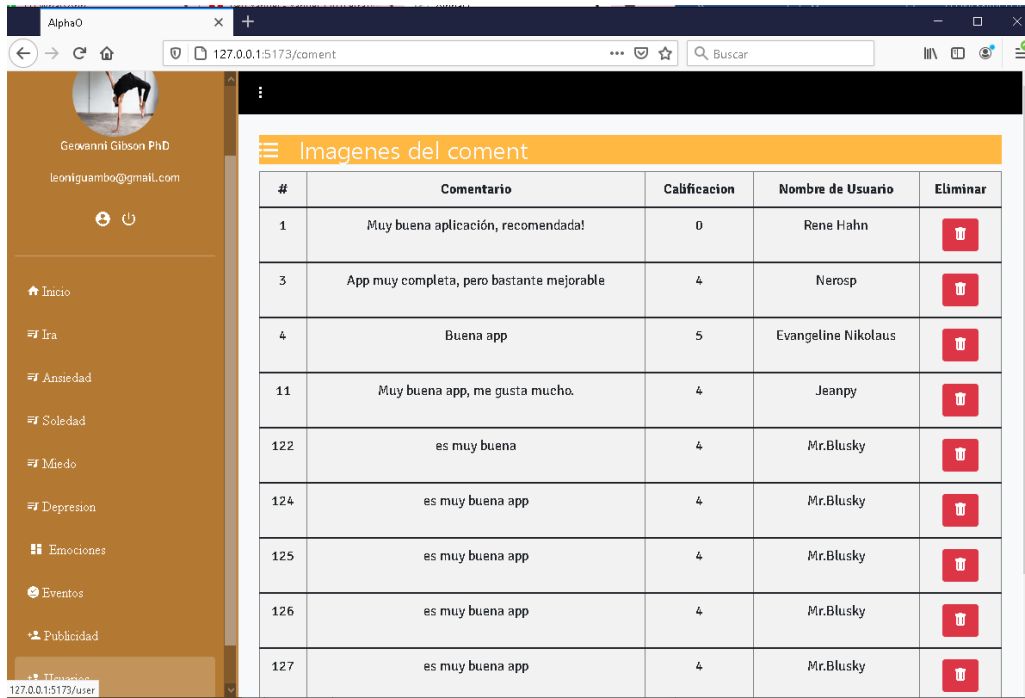 AlphaO
127.0.0.1:5173/coment
Buscar
Geovanni Gibson PhD
leoniguambo@gmail.com
Inicio
Ira
Ansiedad
Soledad
Miedo
Depresion
Emociones
Eventos
Publicidad
Usuarios
127.0.0.1:5173/user
Imagenes del coment
# Comentario Calificacion Nombre de Usuario Eliminar
1 Muy buena aplicación, recomendada! 0 Rene Hahn
3 App muy completa, pero bastante mejorable 4 Nerosp
4 Buena app 5 Evangeline Nikolaus
11 Muy buena app, me gusta mucho. 4 Jeanpy
122 es muy buena 4 Mr.Blusky
124 es muy buena app 4 Mr.Blusky
125 es muy buena app 4 Mr.Blusky
126 es muy buena app 4 Mr.Blusky
127 es muy buena app 4 Mr.Blusky